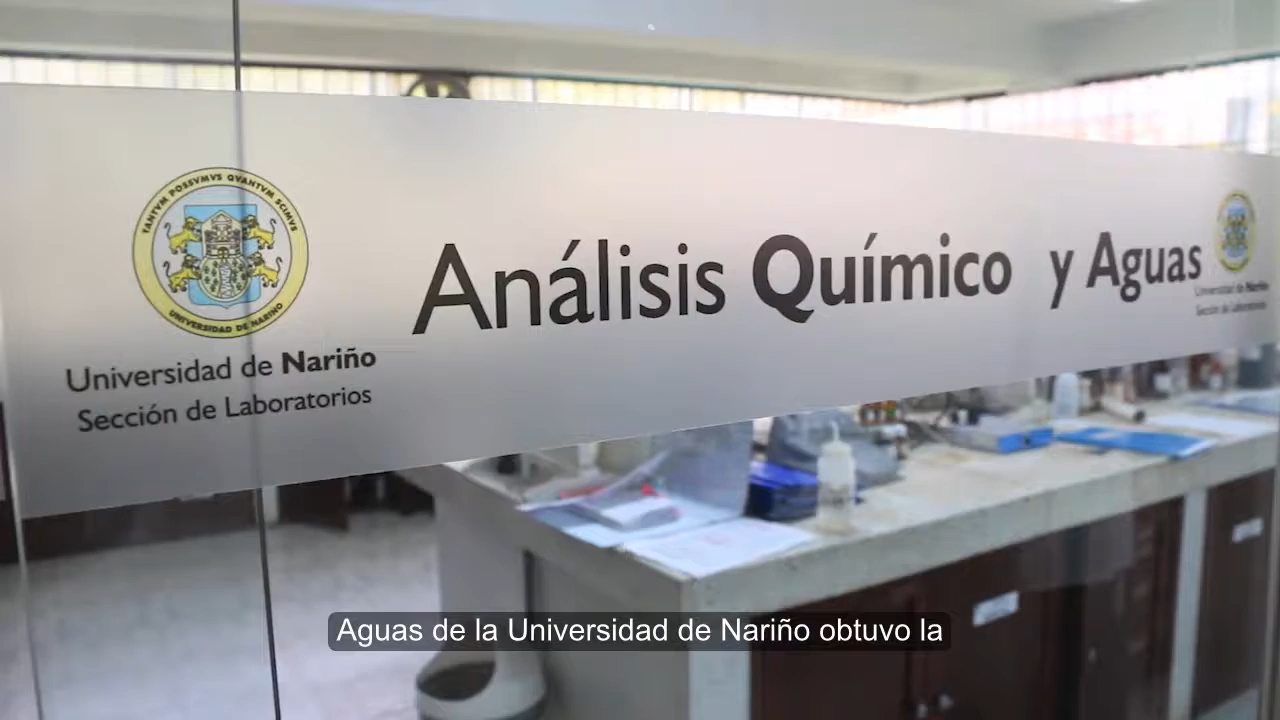 TANTVM POSSVMVS QVANTVM SCIMVS
UNIVERSIDAD DE NARIÑO
Universidad de Nariño
Sección de Laboratorios
Análisis Químico y Aguas
Universidad de Nariño
Sección de Laboratorios
Aguas de la Universidad de Nariño obtuvo la